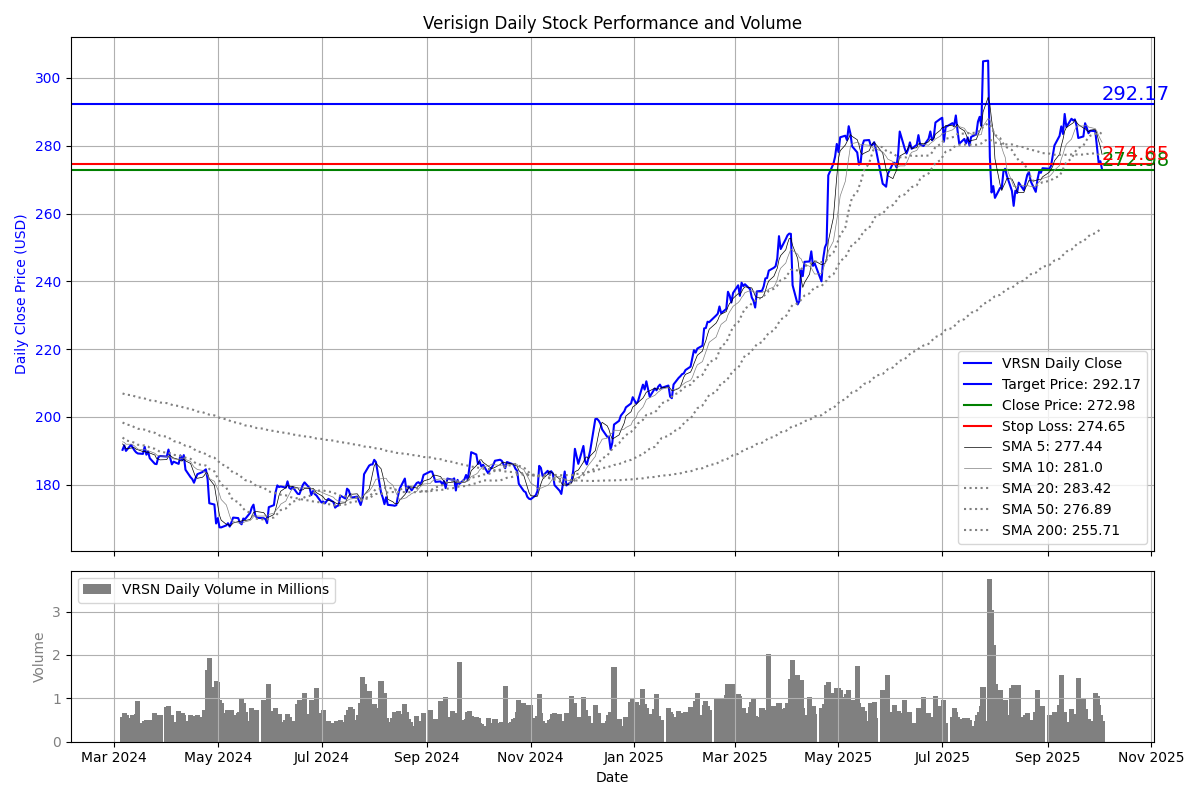 Verisign Daily Stock Performance and Volume
Daily Close Price (USD)
300
280
260
240
220
200
180
292.17
274.65
272.98
VRSN Daily Close
Target Price: 292.17
Close Price: 272.98
Stop Loss: 274.65
SMA 5: 277.44
SMA 10: 281.0
SMA 20: 283.42
SMA 50: 276.89
SMA 200: 255.71
VRSN Daily Volume in Millions
Volume
3
2
1
0
Mar 2024
May 2024
Jul 2024
Sep 2024
Nov 2024
Jan 2025
Mar 2025
May 2025
Jul 2025
Sep 2025
Nov 2025
Date